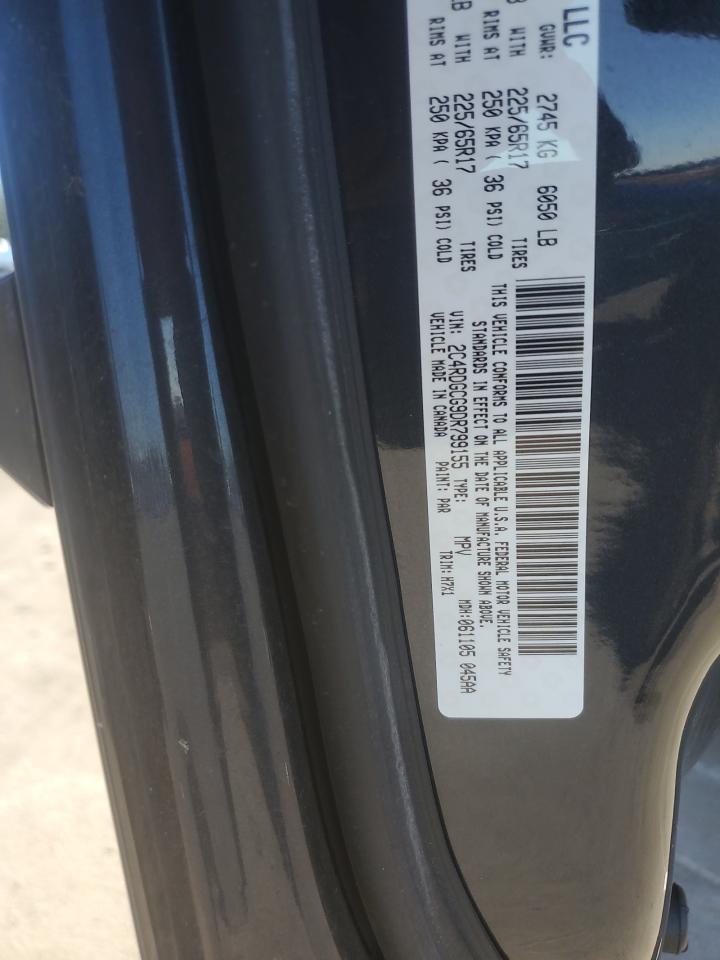 LLC
GVWR: 2745 KG 6050 LB
WITH 225/65R17 TIRES
RIMS AT 250 KPA ( 36 PSI) COLD
WITH 225/65R17 TIRES
RIMS AT 250 KPA ( 36 PSI) COLD
THIS VEHICLE CONFORMS TO ALL APPLICABLE U.S.A. FEDERAL MOTOR VEHICLE SAFETY
STANDARDS IN EFFECT ON THE DATE OF MANUFACTURE SHOWN ABOVE.
VIN: 2C4RDGCG9DR799155 TYPE: MPV MDH:061105 045AA
VEHICLE MADE IN CANADA PAINT: PAR TRIM: H7X1